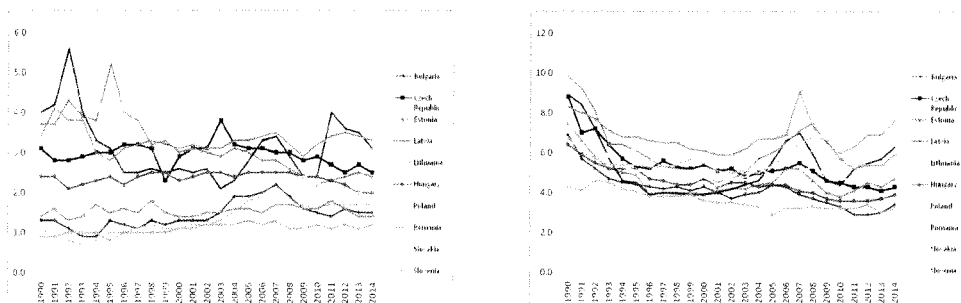 6.0
5.0
4.0
3.0
2.0
1.0
0.0
1990
1991
1992
1993
1994
1995
1996
1997
1998
1999
2000
2001
2002
2003
2004
2005
2006
2007
2008
2009
2010
2011
2012
2013
2014
Bulgaria
Czech
Republic
Estonia
Latvia
Lithuania
Hungary
Poland
Romania
Slovakia
Slovenia
12.0
10.0
8.0
6.0
4.0
2.0
0.0
1990
1991
1992
1993
1994
1995
1996
1997
1998
1999
2000
2001
2002
2003
2004
2005
2006
2007
2008
2009
2010
2011
2012
2013
2014
Bulgaria
Czech
Republic
Estonia
Latvia
Lithuania
Hungary
Poland
Romania
Slovakia
Slovenia